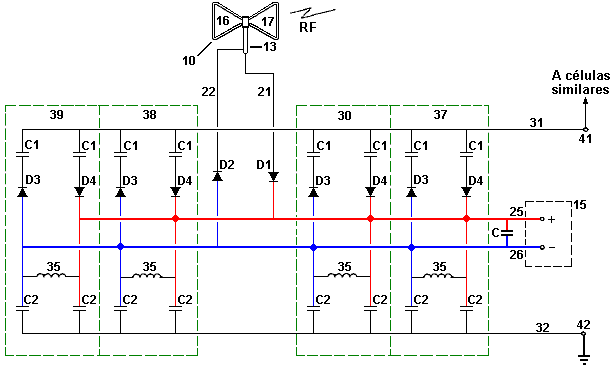 16 17
RF
10 13
A células
similares
22 21
39 38 30 37
31
41
C1 C1 C1 C1 C1 C1 C1 C1
D3 D4 D3 D4 D2 D1 D3 D4 D3 D4
25 + 15
C
26 −
35 35 35 35
C2 C2 C2 C2 C2 C2 C2 C2
32 42